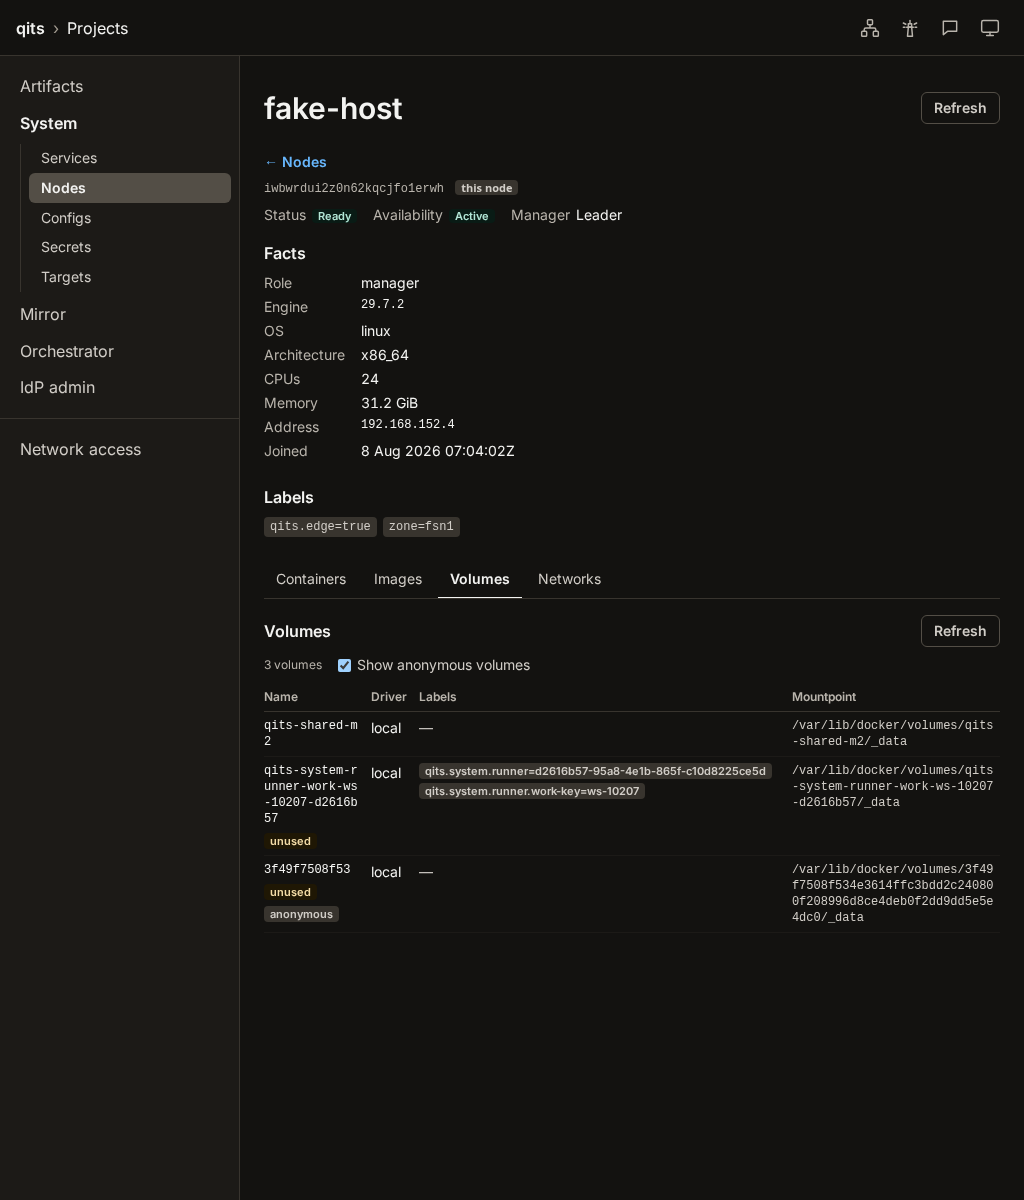 qits › Projects
Artifacts
System
Services
Nodes
Configs
Secrets
Targets
Mirror
Orchestrator
IdP admin
Network access
fake-host
Refresh
← Nodes
iwbwrdui2z0n62kqcjfo1erwh this node
Status Ready Availability Active Manager Leader
Facts
Role manager
Engine 29.7.2
OS linux
Architecture x86_64
CPUs 24
Memory 31.2 GiB
Address 192.168.152.4
Joined 8 Aug 2026 07:04:02Z
Labels
qits.edge=true zone=fsn1
Containers Images Volumes Networks
Volumes
Refresh
3 volumes Show anonymous volumes
Name Driver Labels Mountpoint
qits-shared-m
2
local
—
/var/lib/docker/volumes/qits
-shared-m2/_data
qits-system-r
unner-work-ws
-10207-d2616b
57
unused
local
qits.system.runner=d2616b57-95a8-4e1b-865f-c10d8225ce5d
qits.system.runner.work-key=ws-10207
/var/lib/docker/volumes/qits
-system-runner-work-ws-10207
-d2616b57/_data
3f49f7508f53
unused
anonymous
local
—
/var/lib/docker/volumes/3f49
f7508f534e3614ffc3bdd2c24080
0f208996d8ce4deb0f2dd9dd5e5e
4dc0/_data